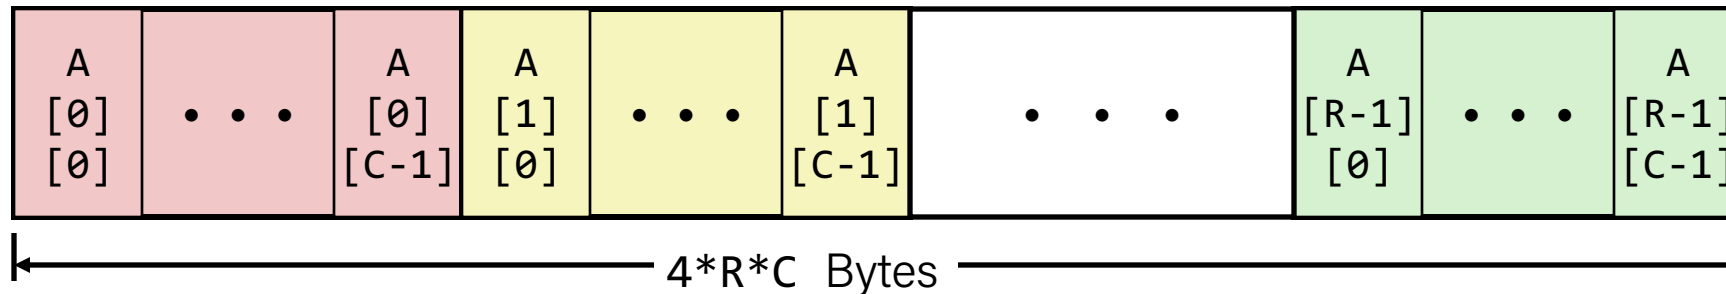 A
[0]
[0]
• • •
A
[0]
[C-1]
A
[1]
[0]
• • •
A
[1]
[C-1]
• • •
A
[R-1]
[0]
• • •
A
[R-1]
[C-1]
4*R*C Bytes